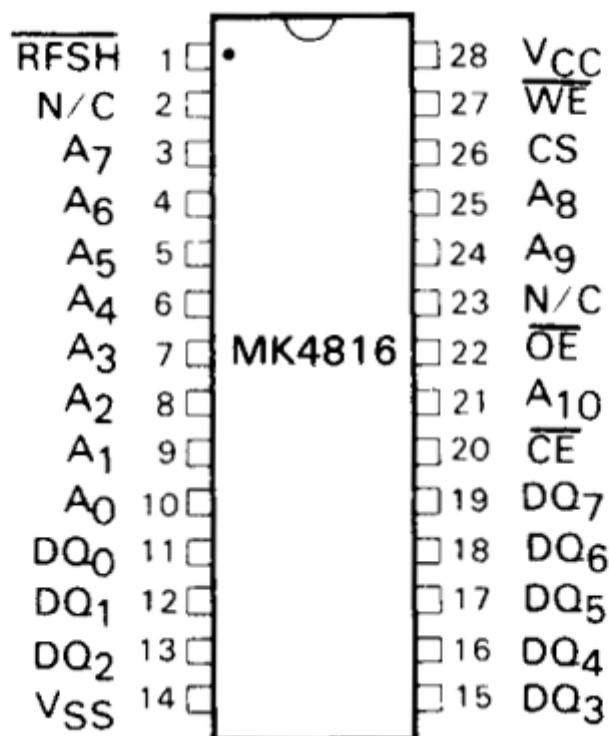 RFSH 1 28 VCC
N/C 2 27 WE
A7 3 26 CS
A6 4 25 A8
A5 5 24 A9
A4 6 23 N/C
A3 7 MK4816 22 OE
A2 8 21 A10
A1 9 20 CE
A0 10 19 DQ7
DQ0 11 18 DQ6
DQ1 12 17 DQ5
DQ2 13 16 DQ4
VSS 14 15 DQ3